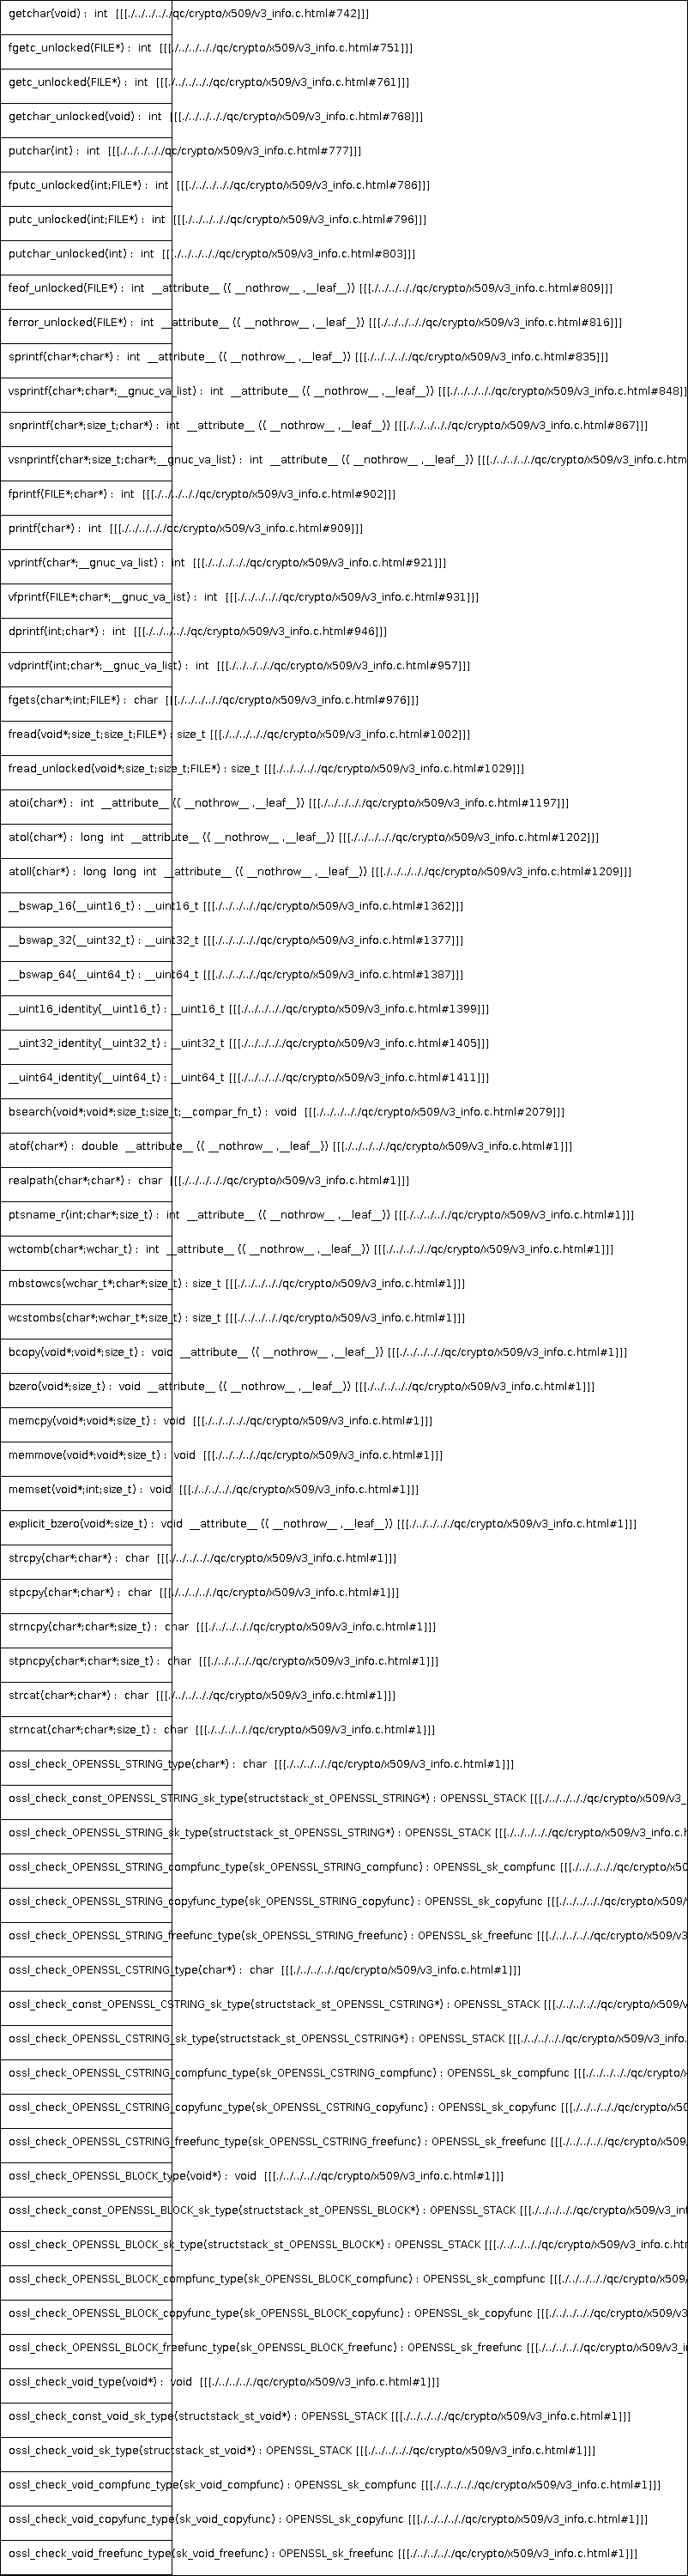 getchar(void) : int [[[./../../../qc/crypto/x509/v3_info.c.html#742]]]
fgetc_unlocked(FILE*) : int [[[./../../../qc/crypto/x509/v3_info.c.html#751]]]
getc_unlocked(FILE*) : int [[[./../../../qc/crypto/x509/v3_info.c.html#761]]]
getchar_unlocked(void) : int [[[./../../../qc/crypto/x509/v3_info.c.html#768]]]
putchar(int) : int [[[./../../../qc/crypto/x509/v3_info.c.html#777]]]
fputc_unlocked(int;FILE*) : int [[[./../../../qc/crypto/x509/v3_info.c.html#786]]]
putc_unlocked(int;FILE*) : int [[[./../../../qc/crypto/x509/v3_info.c.html#796]]]
putchar_unlocked(int) : int [[[./../../../qc/crypto/x509/v3_info.c.html#803]]]
feof_unlocked(FILE*) : int __attribute__ (( __nothrow__ ,__leaf__)) [[[./../../../qc/crypto/x509/v3_info.c.html#809]]]
ferror_unlocked(FILE*) : int __attribute__ (( __nothrow__ ,__leaf__)) [[[./../../../qc/crypto/x509/v3_info.c.html#816]]]
sprintf(char*;char*) : int __attribute__ (( __nothrow__ ,__leaf__)) [[[./../../../qc/crypto/x509/v3_info.c.html#835]]]
vsprintf(char*;char*;__gnuc_va_list) : int __attribute__ (( __nothrow__ ,__leaf__)) [[[./../../../qc/crypto/x509/v3_info.c.html#848]]
snprintf(char*;size_t;char*) : int __attribute__ (( __nothrow__ ,__leaf__)) [[[./../../../qc/crypto/x509/v3_info.c.html#867]]]
vsnprintf(char*;size_t;char*;__gnuc_va_list) : int __attribute__ (( __nothrow__ ,__leaf__)) [[[./../../../qc/crypto/x509/v3_info.c.htm
fprintf(FILE*;char*) : int [[[./../../../qc/crypto/x509/v3_info.c.html#902]]]
printf(char*) : int [[[./../../../qc/crypto/x509/v3_info.c.html#909]]]
vprintf(char*;__gnuc_va_list) : int [[[./../../../qc/crypto/x509/v3_info.c.html#921]]]
vfprintf(FILE*;char*;__gnuc_va_list) : int [[[./../../../qc/crypto/x509/v3_info.c.html#931]]]
dprintf(int;char*) : int [[[./../../../qc/crypto/x509/v3_info.c.html#946]]]
vdprintf(int;char*;__gnuc_va_list) : int [[[./../../../qc/crypto/x509/v3_info.c.html#957]]]
fgets(char*;int;FILE*) : char [[[./../../../qc/crypto/x509/v3_info.c.html#976]]]
fread(void*;size_t;size_t;FILE*) : size_t [[[./../../../qc/crypto/x509/v3_info.c.html#1002]]]
fread_unlocked(void*;size_t;size_t;FILE*) : size_t [[[./../../../qc/crypto/x509/v3_info.c.html#1029]]]
atoi(char*) : int __attribute__ (( __nothrow__ ,__leaf__)) [[[./../../../qc/crypto/x509/v3_info.c.html#1197]]]
atol(char*) : long int __attribute__ (( __nothrow__ ,__leaf__)) [[[./../../../qc/crypto/x509/v3_info.c.html#1202]]]
atoll(char*) : long long int __attribute__ (( __nothrow__ ,__leaf__)) [[[./../../../qc/crypto/x509/v3_info.c.html#1209]]]
__bswap_16(__uint16_t) : __uint16_t [[[./../../../qc/crypto/x509/v3_info.c.html#1362]]]
__bswap_32(__uint32_t) : __uint32_t [[[./../../../qc/crypto/x509/v3_info.c.html#1377]]]
__bswap_64(__uint64_t) : __uint64_t [[[./../../../qc/crypto/x509/v3_info.c.html#1387]]]
__uint16_identity(__uint16_t) : __uint16_t [[[./../../../qc/crypto/x509/v3_info.c.html#1399]]]
__uint32_identity(__uint32_t) : __uint32_t [[[./../../../qc/crypto/x509/v3_info.c.html#1405]]]
__uint64_identity(__uint64_t) : __uint64_t [[[./../../../qc/crypto/x509/v3_info.c.html#1411]]]
bsearch(void*;void*;size_t;size_t;__compar_fn_t) : void [[[./../../../qc/crypto/x509/v3_info.c.html#2079]]]
atof(char*) : double __attribute__ (( __nothrow__ ,__leaf__)) [[[./../../../qc/crypto/x509/v3_info.c.html#1]]]
realpath(char*;char*) : char [[[./../../../qc/crypto/x509/v3_info.c.html#1]]]
ptsname_r(int;char*;size_t) : int __attribute__ (( __nothrow__ ,__leaf__)) [[[./../../../qc/crypto/x509/v3_info.c.html#1]]]
wctomb(char*;wchar_t) : int __attribute__ (( __nothrow__ ,__leaf__)) [[[./../../../qc/crypto/x509/v3_info.c.html#1]]]
mbstowcs(wchar_t*;char*;size_t) : size_t [[[./../../../qc/crypto/x509/v3_info.c.html#1]]]
wcstombs(char*;wchar_t*;size_t) : size_t [[[./../../../qc/crypto/x509/v3_info.c.html#1]]]
bcopy(void*;void*;size_t) : void __attribute__ (( __nothrow__ ,__leaf__)) [[[./../../../qc/crypto/x509/v3_info.c.html#1]]]
bzero(void*;size_t) : void __attribute__ (( __nothrow__ ,__leaf__)) [[[./../../../qc/crypto/x509/v3_info.c.html#1]]]
memcpy(void*;void*;size_t) : void [[[./../../../qc/crypto/x509/v3_info.c.html#1]]]
memmove(void*;void*;size_t) : void [[[./../../../qc/crypto/x509/v3_info.c.html#1]]]
memset(void*;int;size_t) : void [[[./../../../qc/crypto/x509/v3_info.c.html#1]]]
explicit_bzero(void*;size_t) : void __attribute__ (( __nothrow__ ,__leaf__)) [[[./../../../qc/crypto/x509/v3_info.c.html#1]]]
strcpy(char*;char*) : char [[[./../../../qc/crypto/x509/v3_info.c.html#1]]]
stpcpy(char*;char*) : char [[[./../../../qc/crypto/x509/v3_info.c.html#1]]]
strncpy(char*;char*;size_t) : char [[[./../../../qc/crypto/x509/v3_info.c.html#1]]]
stpncpy(char*;char*;size_t) : char [[[./../../../qc/crypto/x509/v3_info.c.html#1]]]
strcat(char*;char*) : char [[[./../../../qc/crypto/x509/v3_info.c.html#1]]]
strncat(char*;char*;size_t) : char [[[./../../../qc/crypto/x509/v3_info.c.html#1]]]
ossl_check_OPENSSL_STRING_type(char*) : char [[[./../../../qc/crypto/x509/v3_info.c.html#1]]]
ossl_check_const_OPENSSL_STRING_sk_type(structstack_st_OPENSSL_STRING*) : OPENSSL_STACK [[[./../../../qc/crypto/x509/v3_
ossl_check_OPENSSL_STRING_sk_type(structstack_st_OPENSSL_STRING*) : OPENSSL_STACK [[[./../../../qc/crypto/x509/v3_info.c.h
ossl_check_OPENSSL_STRING_compfunc_type(sk_OPENSSL_STRING_compfunc) : OPENSSL_sk_compfunc [[[./../../../qc/crypto/x50
ossl_check_OPENSSL_STRING_copyfunc_type(sk_OPENSSL_STRING_copyfunc) : OPENSSL_sk_copyfunc [[[./../../../qc/crypto/x509/
ossl_check_OPENSSL_STRING_freefunc_type(sk_OPENSSL_STRING_freefunc) : OPENSSL_sk_freefunc [[[./../../../qc/crypto/x509/v3
ossl_check_OPENSSL_CSTRING_type(char*) : char [[[./../../../qc/crypto/x509/v3_info.c.html#1]]]
ossl_check_const_OPENSSL_CSTRING_sk_type(structstack_st_OPENSSL_CSTRING*) : OPENSSL_STACK [[[./../../../qc/crypto/x509/v
ossl_check_OPENSSL_CSTRING_sk_type(structstack_st_OPENSSL_CSTRING*) : OPENSSL_STACK [[[./../../../qc/crypto/x509/v3_info.
ossl_check_OPENSSL_CSTRING_compfunc_type(sk_OPENSSL_CSTRING_compfunc) : OPENSSL_sk_compfunc [[[./../../../qc/crypto/x
ossl_check_OPENSSL_CSTRING_copyfunc_type(sk_OPENSSL_CSTRING_copyfunc) : OPENSSL_sk_copyfunc [[[./../../../qc/crypto/x50
ossl_check_OPENSSL_CSTRING_freefunc_type(sk_OPENSSL_CSTRING_freefunc) : OPENSSL_sk_freefunc [[[./../../../qc/crypto/x509/
ossl_check_OPENSSL_BLOCK_type(void*) : void [[[./../../../qc/crypto/x509/v3_info.c.html#1]]]
ossl_check_const_OPENSSL_BLOCK_sk_type(structstack_st_OPENSSL_BLOCK*) : OPENSSL_STACK [[[./../../../qc/crypto/x509/v3_inf
ossl_check_OPENSSL_BLOCK_sk_type(structstack_st_OPENSSL_BLOCK*) : OPENSSL_STACK [[[./../../../qc/crypto/x509/v3_info.c.htr
ossl_check_OPENSSL_BLOCK_compfunc_type(sk_OPENSSL_BLOCK_compfunc) : OPENSSL_sk_compfunc [[[./../../../qc/crypto/x509/
ossl_check_OPENSSL_BLOCK_copyfunc_type(sk_OPENSSL_BLOCK_copyfunc) : OPENSSL_sk_copyfunc [[[./../../../qc/crypto/x509/v3
ossl_check_OPENSSL_BLOCK_freefunc_type(sk_OPENSSL_BLOCK_freefunc) : OPENSSL_sk_freefunc [[[./../../../qc/crypto/x509/v3_i
ossl_check_void_type(void*) : void [[[./../../../qc/crypto/x509/v3_info.c.html#1]]]
ossl_check_const_void_sk_type(structstack_st_void*) : OPENSSL_STACK [[[./../../../qc/crypto/x509/v3_info.c.html#1]]]
ossl_check_void_sk_type(structstack_st_void*) : OPENSSL_STACK [[[./../../../qc/crypto/x509/v3_info.c.html#1]]]
ossl_check_void_compfunc_type(sk_void_compfunc) : OPENSSL_sk_compfunc [[[./../../../qc/crypto/x509/v3_info.c.html#1]]]
ossl_check_void_copyfunc_type(sk_void_copyfunc) : OPENSSL_sk_copyfunc [[[./../../../qc/crypto/x509/v3_info.c.html#1]]]
ossl_check_void_freefunc_type(sk_void_freefunc) : OPENSSL_sk_freefunc [[[./../../../qc/crypto/x509/v3_info.c.html#1]]]